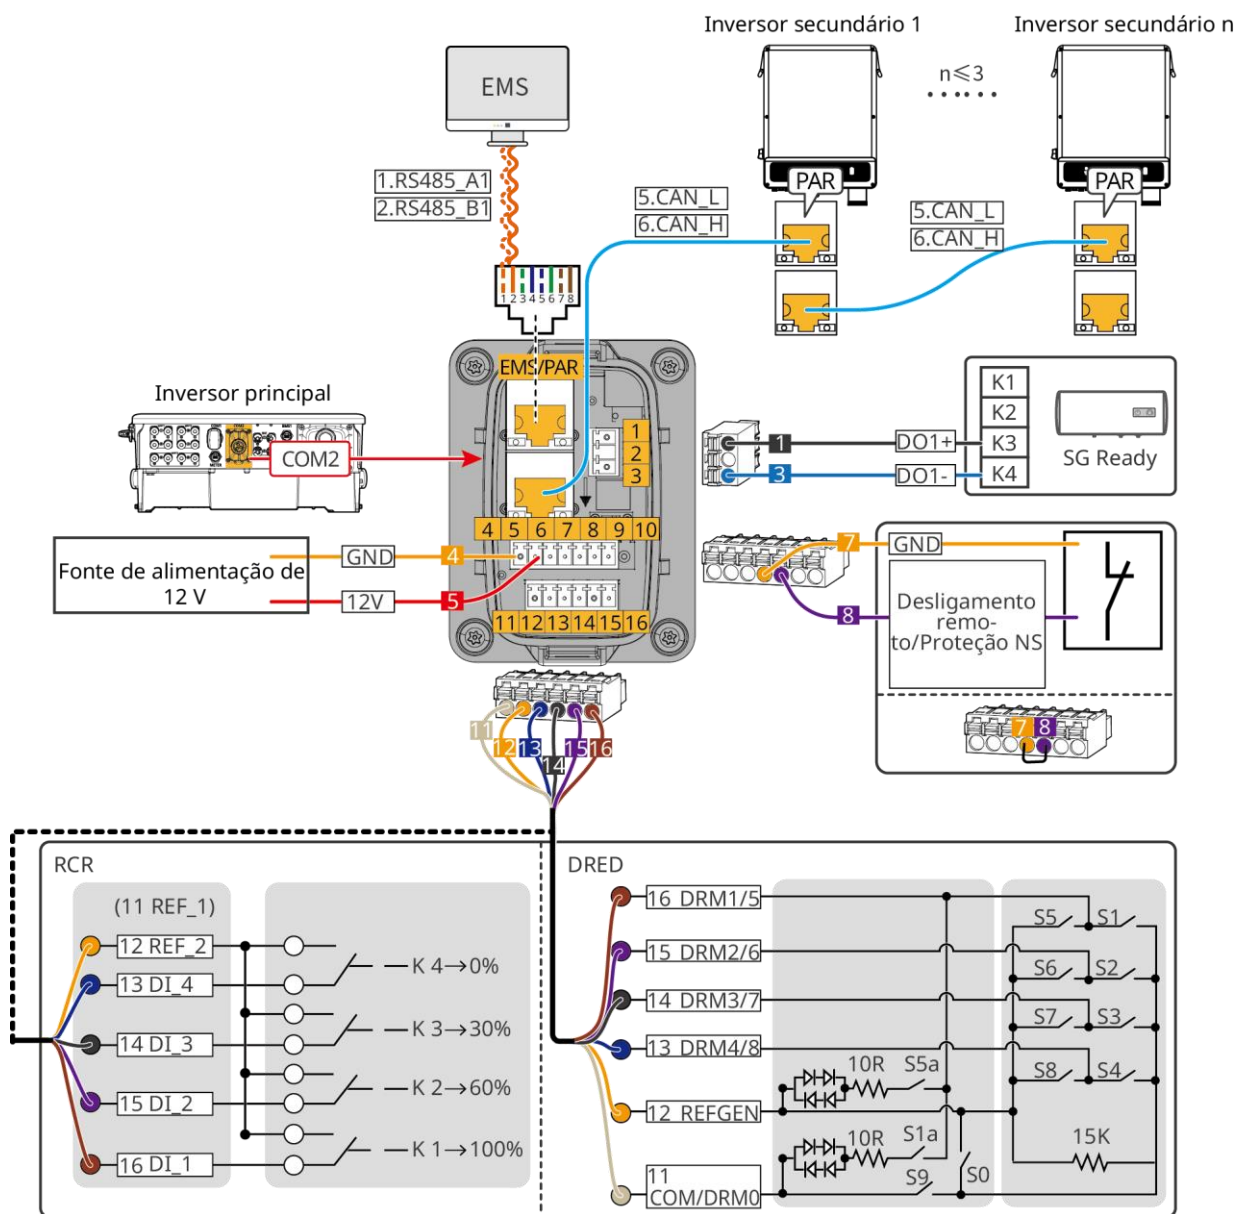 Inversor secundário 1
Inversor secundário n
n≤3
EMS
1.RS485_A1
2.RS485_B1
5.CAN_L
6.CAN_H
PAR
5.CAN_L
6.CAN_H
PAR
1 2 3 4 5 6 7 8
EMS/PAR
1
2
3
4 5 6 7 8 9 10
11 12 13 14 15 16
Inversor principal
COM2
Fonte de alimentação de
12 V
GND
4
12V
5
1
DO1+
3
DO1-
K1
K2
K3
K4
SG Ready
7
GND
8
Desligamento
remo-
to/Proteção NS
7 8
11 12 13 14 15 16
RCR
(11 REF_1)
12 REF_2
13 DI_4
14 DI_3
15 DI_2
16 DI_1
K 4→0%
K 3→30%
K 2→60%
K 1→100%
DRED
16 DRM1/5
15 DRM2/6
14 DRM3/7
13 DRM4/8
12 REFGEN
11
COM/DRM0
10R
S5a
10R
S1a
S9
S0
S5 S1
S6 S2
S7 S3
S8 S4
15K